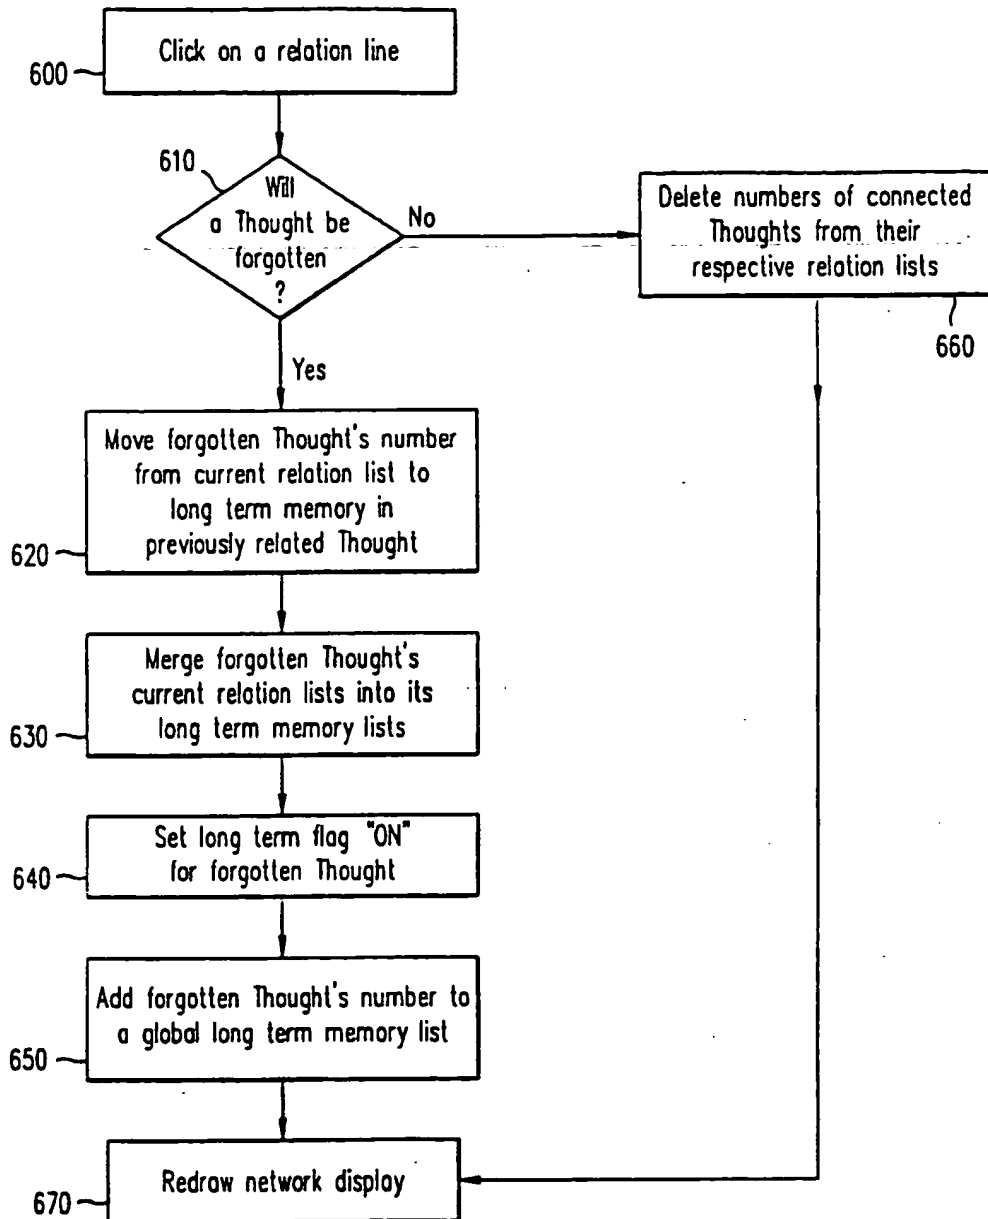 Click on a relation line
600
610
Will
a Thought be
forgotten
?
No
Delete numbers of connected
Thoughts from their
respective relation lists
660
Yes
Move forgotten Thought's number
from current relation list to
long term memory in
previously related Thought
620
Merge forgotten Thought's
current relation lists into its
long term memory lists
630
Set long term flag "ON"
for forgotten Thought
640
Add forgotten Thought's number to
a global long term memory list
650
Redraw network display
670